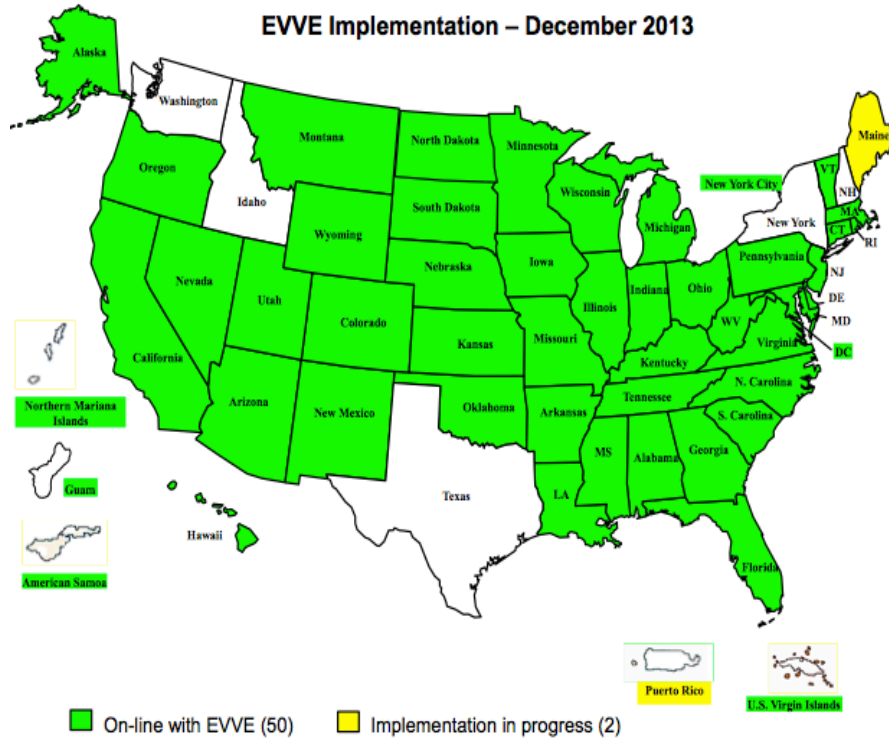 EVVE Implementation – December 2013
Alaska
Washington
Montana
North Dakota
Minnesota
Maine
Oregon
Idaho
Wisconsin
New York City
VT
NH
South Dakota
Michigan
New York
MA
Wyoming
CT
RI
Nebraska
Iowa
Pennsylvania
NJ
Nevada
Utah
Illinois
Indiana
Ohio
DE
Colorado
WV
MD
California
Kansas
Missouri
Virginia
DC
Kentucky
Northern Mariana
Islands
Arizona
New Mexico
Oklahoma
Arkansas
Tennessee
N. Carolina
S. Carolina
MS
Alabama
Georgia
Guam
Texas
LA
Hawaii
American Samoa
Florida
Puerto Rico
U.S. Virgin Islands
On-line with EVVE (50)
Implementation in progress (2)